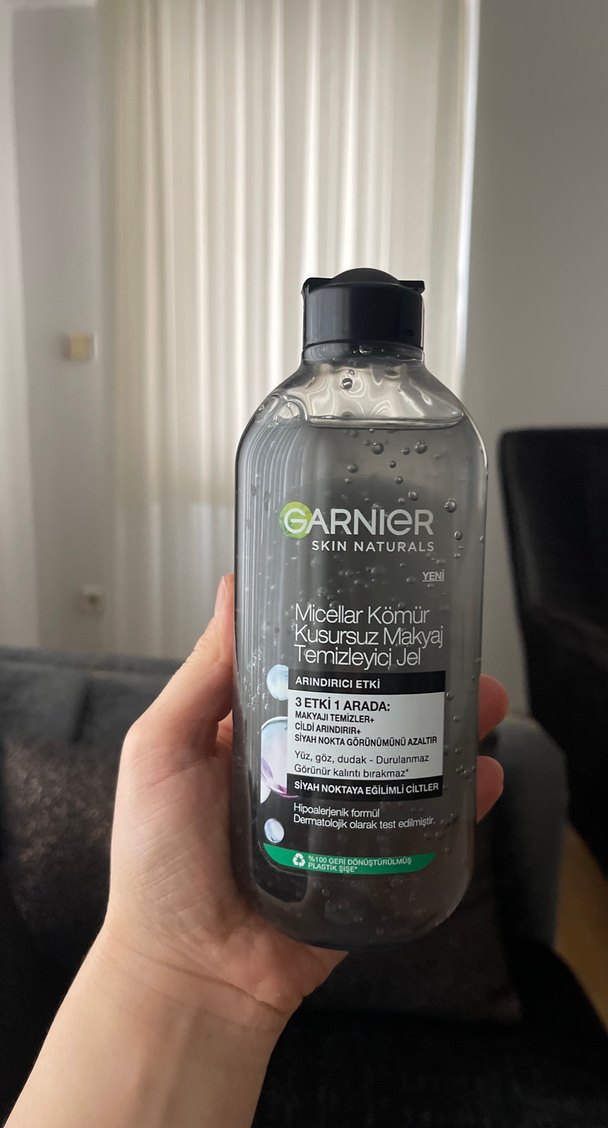 GARNIER
SKIN NATURALS
YENİ
Micellar Kömür
Kusursuz Makyaj
Temizleyici Jel
ARINDIRICI ETKİ
3 ETKİ 1 ARADA:
MAKYAJI TEMİZLER+
CİLDİ ARINDIRIR+
SİYAH NOKTA GÖRÜNÜMÜNÜ AZALTIR
Yüz, göz, dudak - Durulanmaz
Görünür kalıntı bırakmaz*
SİYAH NOKTAYA EĞİLİMLİ CİLTLER
Hipoalerjenik formül
Dermatolojik olarak test edilmiştir.
%100 GERİ DÖNÜŞTÜRÜLMÜŞ
PLASTİK ŞİŞE*